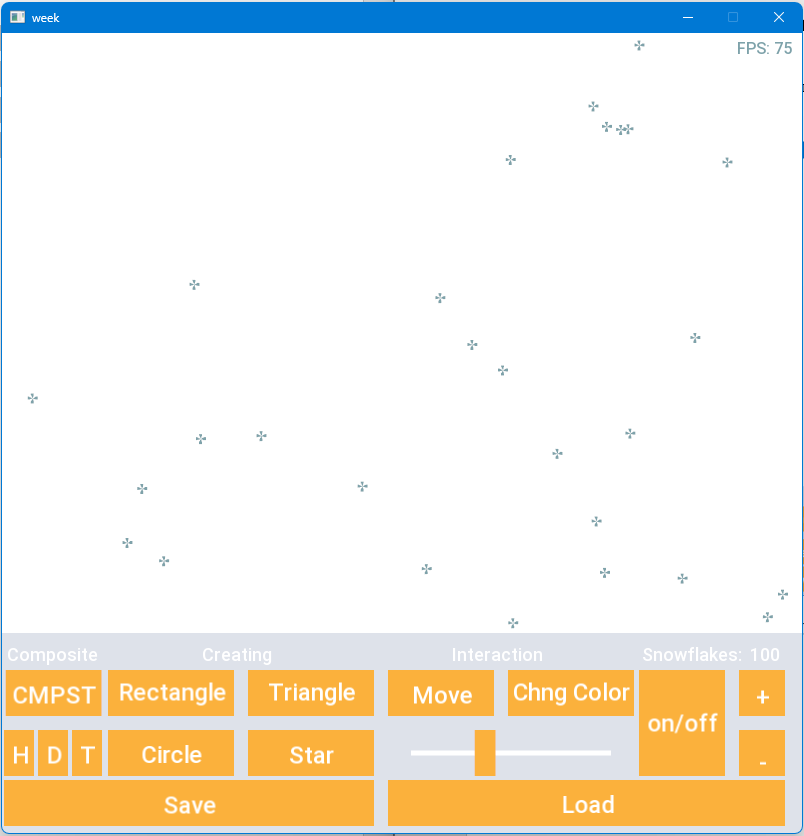 week
FPS: 75
Composite Creating Interaction Snowflakes: 100
CMPST Rectangle Triangle Move Chng Color on/off +
H D T Circle Star -
Save Load